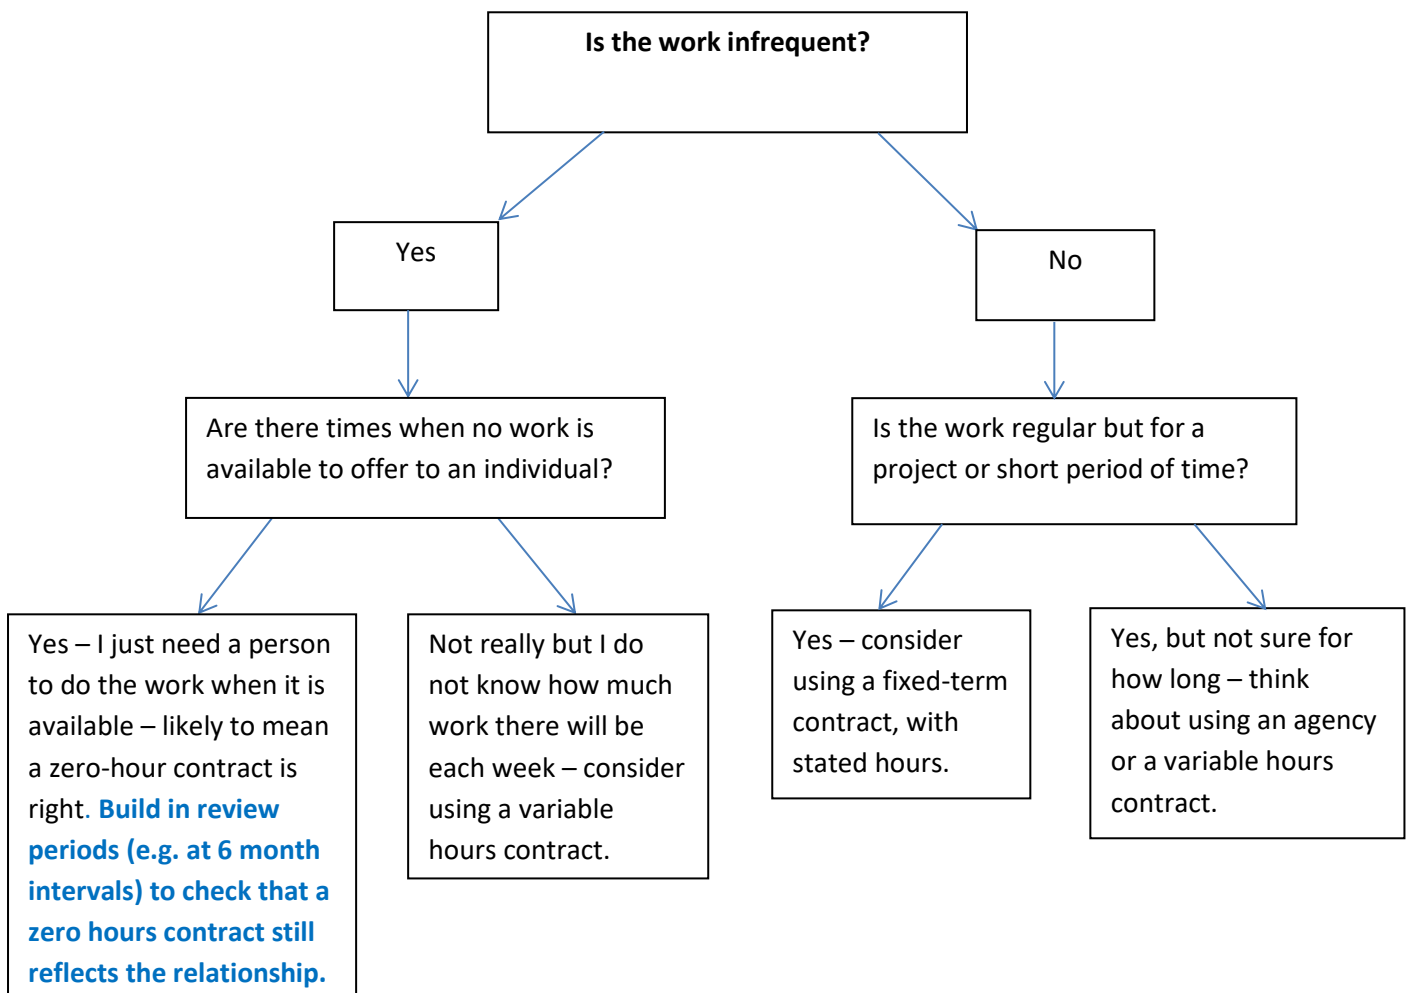 Is the work infrequent?
Yes
No
Are there times when no work is
available to offer to an individual?
Is the work regular but for a
project or short period of time?
Yes – I just need a person
to do the work when it is
available – likely to mean
a zero-hour contract is
right. Build in review
periods (e.g. at 6 month
intervals) to check that a
zero hours contract still
reflects the relationship.
Not really but I do
not know how much
work there will be
each week – consider
using a variable
hours contract.
Yes – consider
using a fixed-term
contract, with
stated hours.
Yes, but not sure for
how long – think
about using an agency
or a variable hours
contract.